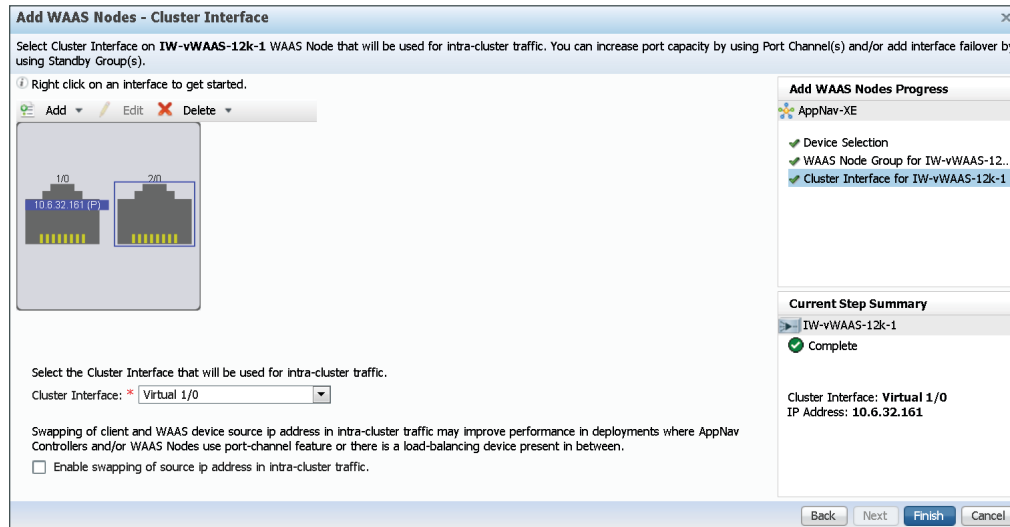 Add WAAS Nodes - Cluster Interface
Select Cluster Interface on IW-vWAAS-12k-1 WAAS Node that will be used for intra-cluster traffic. You can increase port capacity by using Port Channel(s) and/or add interface failover by
using Standby Group(s).
Right click on an interface to get started.
Add Edit Delete
1/0 2/0
10.6.32.161 (P)
Select the Cluster Interface that will be used for intra-cluster traffic.
Cluster Interface: * Virtual 1/0
Swapping of client and WAAS device source ip address in intra-cluster traffic may improve performance in deployments where AppNav
Controllers and/or WAAS Nodes use port-channel feature or there is a load-balancing device present in between.
Enable swapping of source ip address in intra-cluster traffic.
Add WAAS Nodes Progress
AppNav-XE
Device Selection
WAAS Node Group for IW-vWAAS-12..
Cluster Interface for IW-vWAAS-12k-1
Current Step Summary
IW-vWAAS-12k-1
Complete
Cluster Interface: Virtual 1/0
IP Address: 10.6.32.161
Back Next Finish Cancel